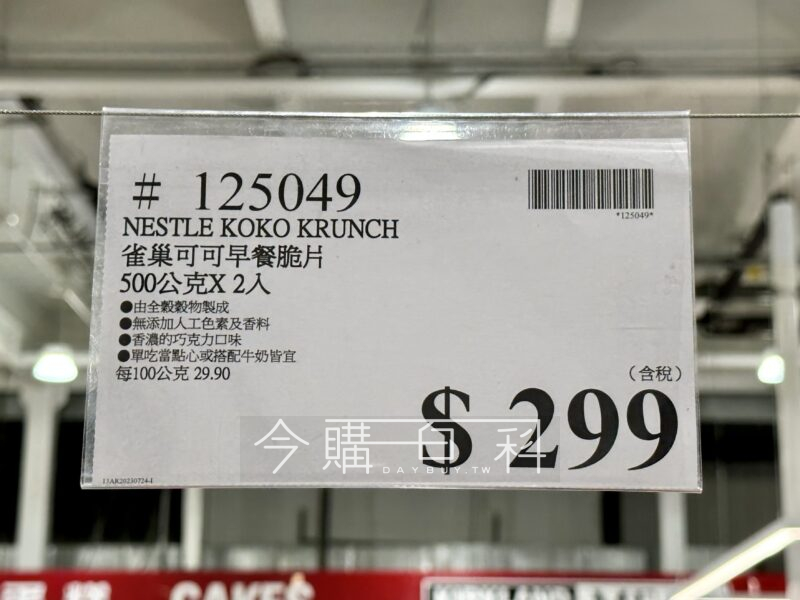 # 125049
*125049*
NESTLE KOKO KRUNCH
雀巢可可早餐脆片
500公克X 2入
●由全穀穀物製成
●無添加人工色素及香料
●香濃的巧克力口味
●單吃當點心或搭配牛奶皆宜
每100公克 29.90
(含稅)
$ 299
今購百科
DAYBUY.TW
13AR20230724-1
CAKES
KIRKLAND